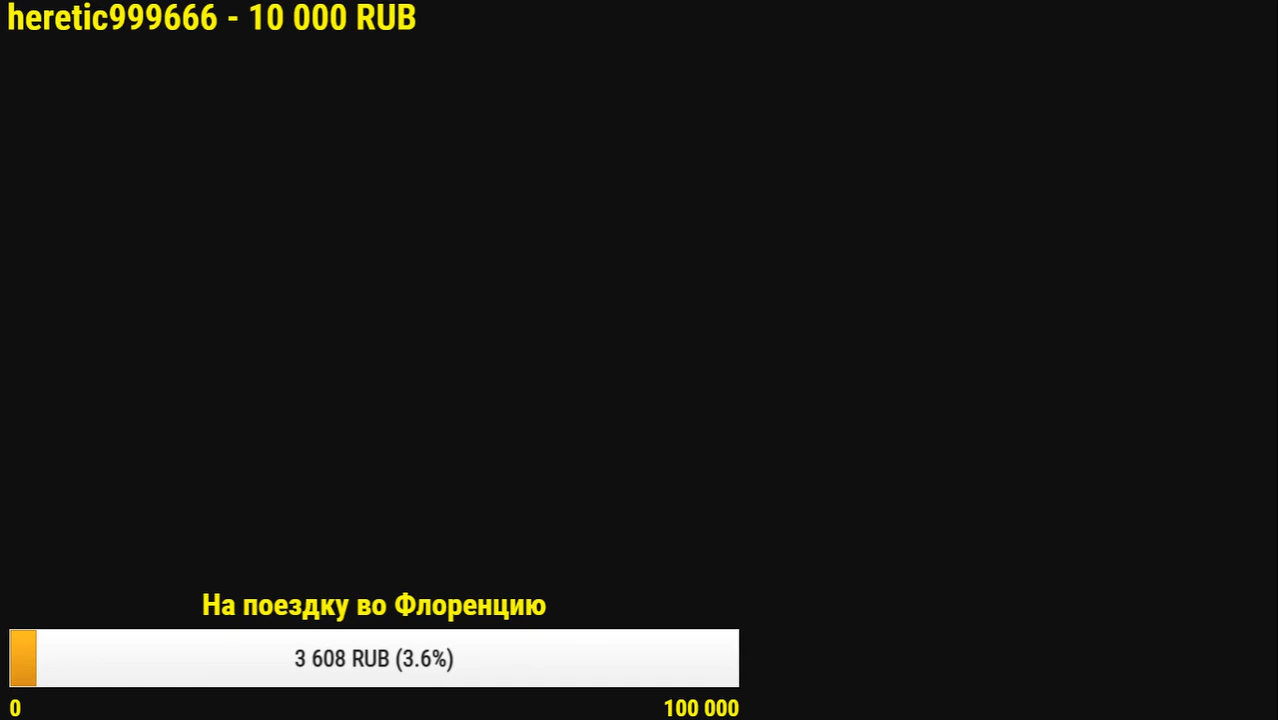 heretic999666 - 10 000 RUB
На поездку во Флоренцию
3 608 RUB (3.6%)
0 100 000